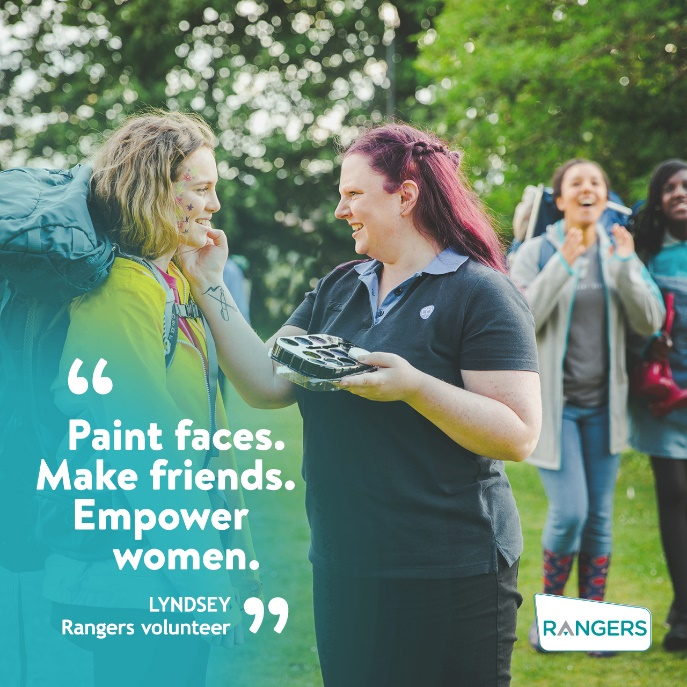 “
Paint faces.
Make friends.
Empower
women.
LYNDSEY
Rangers volunteer ”
RANGERS